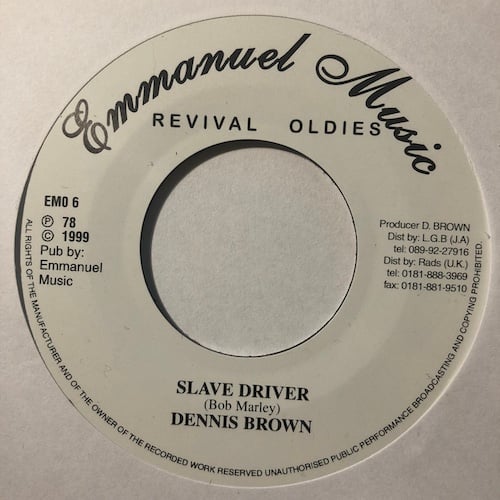 Emmanuel Music
REVIVAL OLDIES
EMO 6
℗ 78
© 1999
Pub by:
Emmanuel
Music
Producer D. BROWN
Dist by: L.G.B (J.A)
tel: 089-92-27916
Dist by: Rads (U.K.)
tel: 0181-888-3969
fax: 0181-881-9510
SLAVE DRIVER
(Bob Marley)
DENNIS BROWN
ALL RIGHTS OF THE MANUFACTURER AND OF THE OWNER OF THE RECORDED WORK RESERVED UNAUTHORISED PUBLIC PERFORMANCE BROADCASTING AND COPYING PROHIBITED.